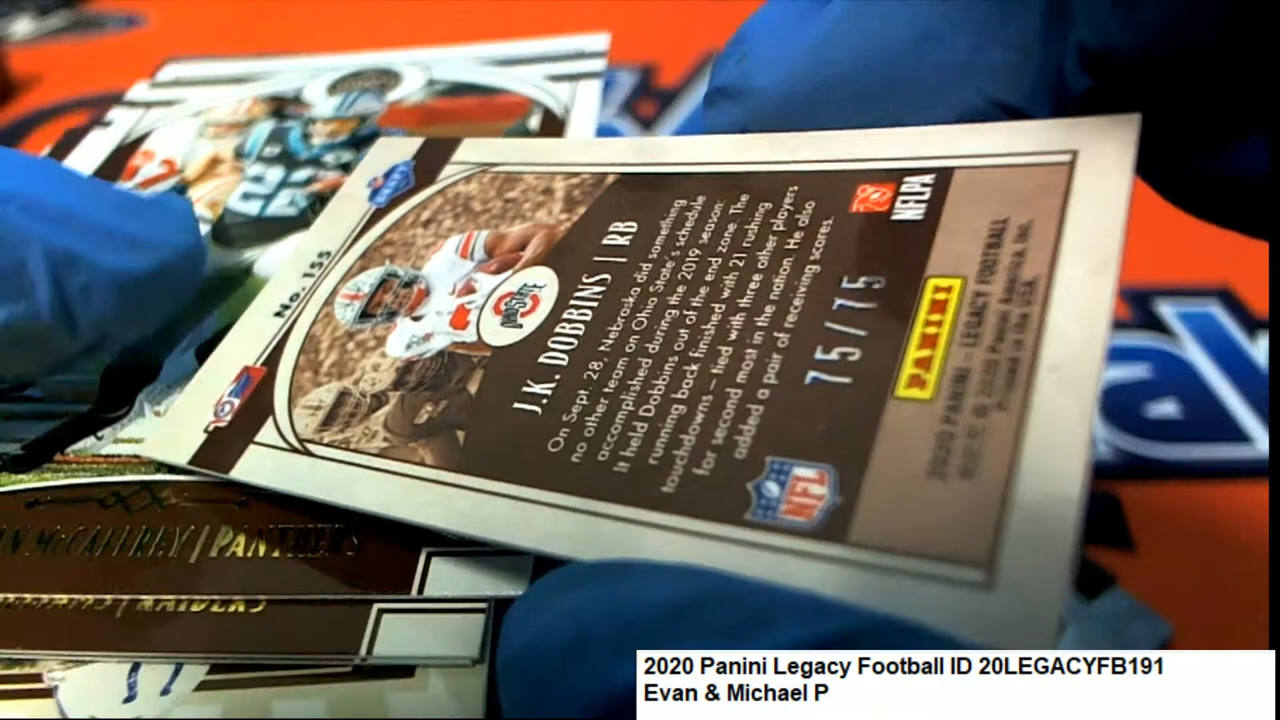 No. 155
J.K. DOBBINS | RB
On Sept. 28, Nebraska did something
no other team on Ohio State's schedule
accomplished during the 2019 season:
It held Dobbins out of the end zone. The
running back finished with 21 rushing
touchdowns – tied with three other players
for second most in the nation. He also
added a pair of receiving scores.
75/75
NFL
NFLPA
PANINI
2020 PANINI – LEGACY FOOTBALL
© 2020 Panini America, Inc.
Printed in the USA.
McCAFFREY | PANTHERS
RAIDERS
2020 Panini Legacy Football ID 20LEGACYFB191
Evan & Michael P